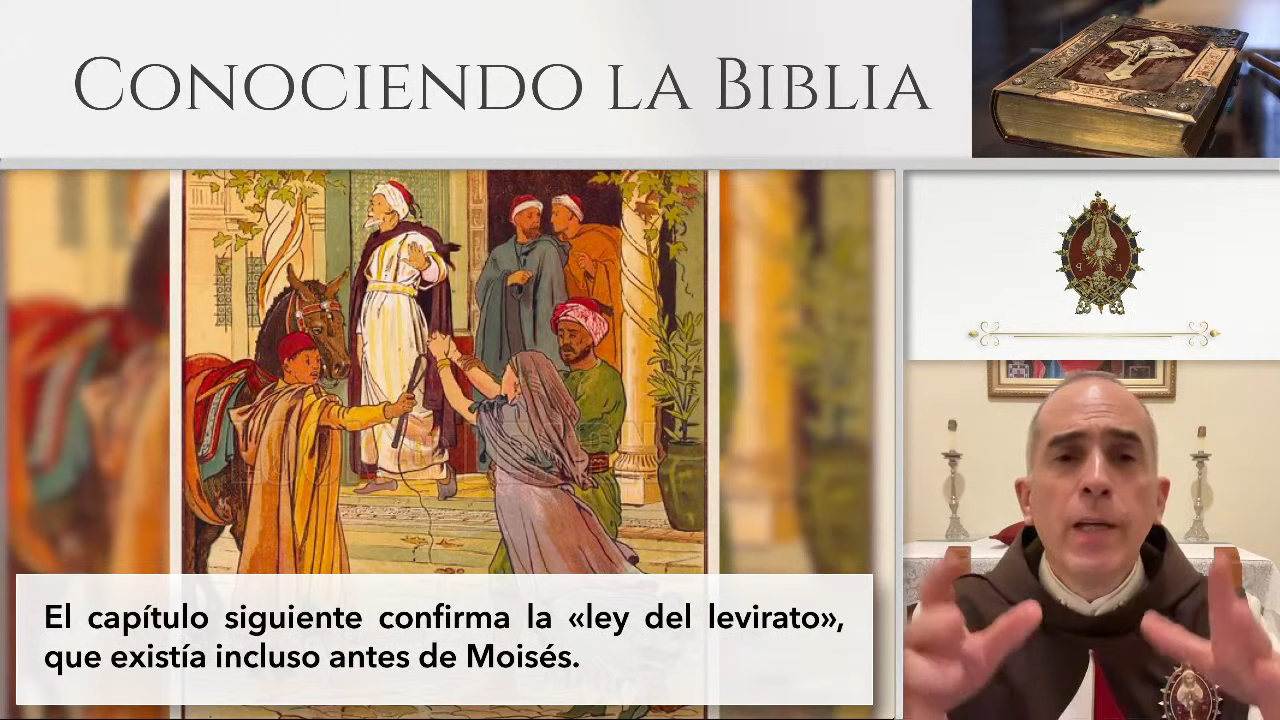 CONOCIENDO LA BIBLIA
El capítulo siguiente confirma la «ley del levirato»,
que existía incluso antes de Moisés.